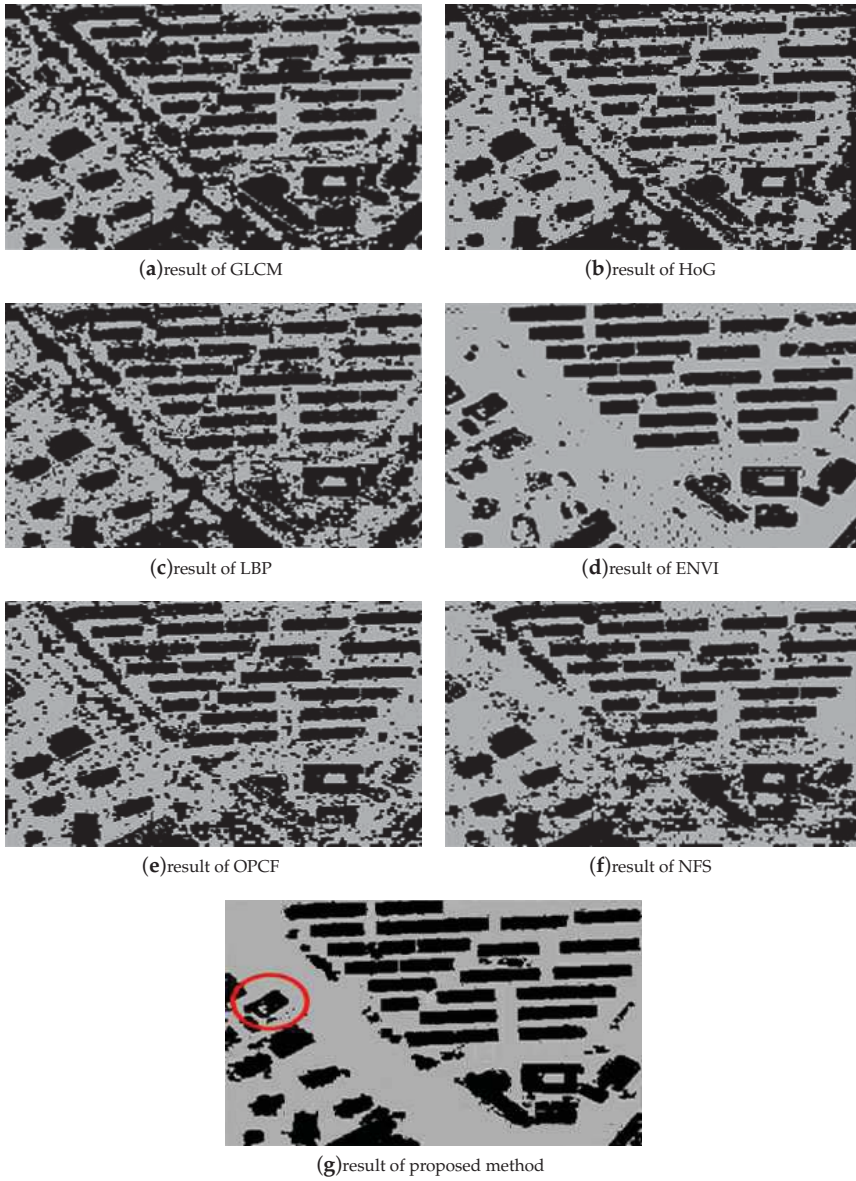 (a)result of GLCM
(b)result of HoG
(c)result of LBP
(d)result of ENVI
(e)result of OPCF
(f)result of NFS
(g)result of proposed method